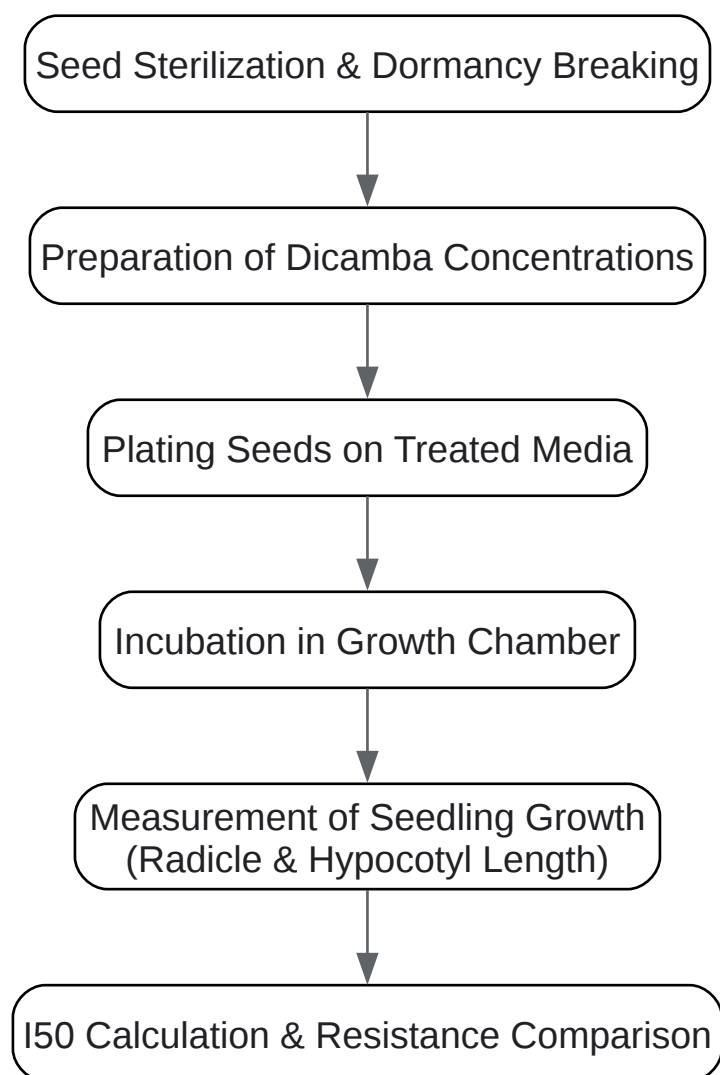 Seed Sterilization & Dormancy Breaking
Preparation of Dicamba Concentrations
Plating Seeds on Treated Media
Incubation in Growth Chamber
Measurement of Seedling Growth
(Radicle & Hypocotyl Length)
I50 Calculation & Resistance Comparison